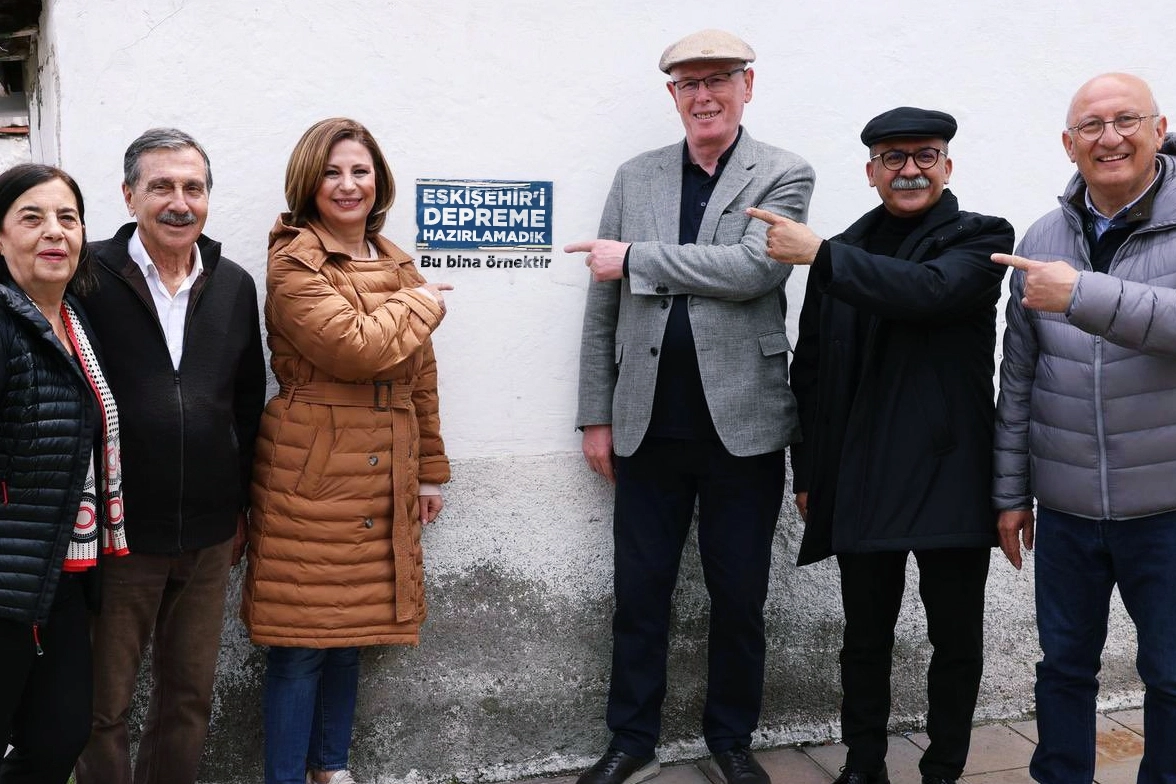 ESKİŞEHİR'İ
DEPREME
HAZIRLAMADIK
Bu bina örnektir